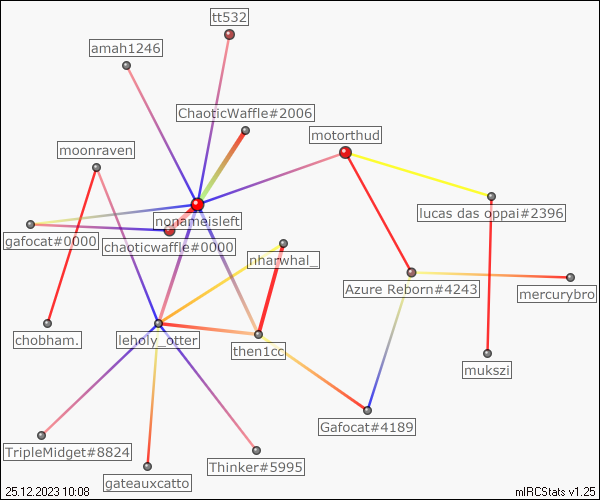 tt532
amah1246
ChaoticWaffle#2006
motorthud
moonraven
lucas das oppai#2396
nonameisleft
gafocat#0000
chaoticwaffle#0000
nharwhal_
Azure Reborn#4243
mercurybro
chobham.
leholy_otter
then1cc
mukszi
Gafocat#4189
TripleMidget#8824
Thinker#5995
gateauxcatto
25.12.2023 10:08
mIRCStats v1.25